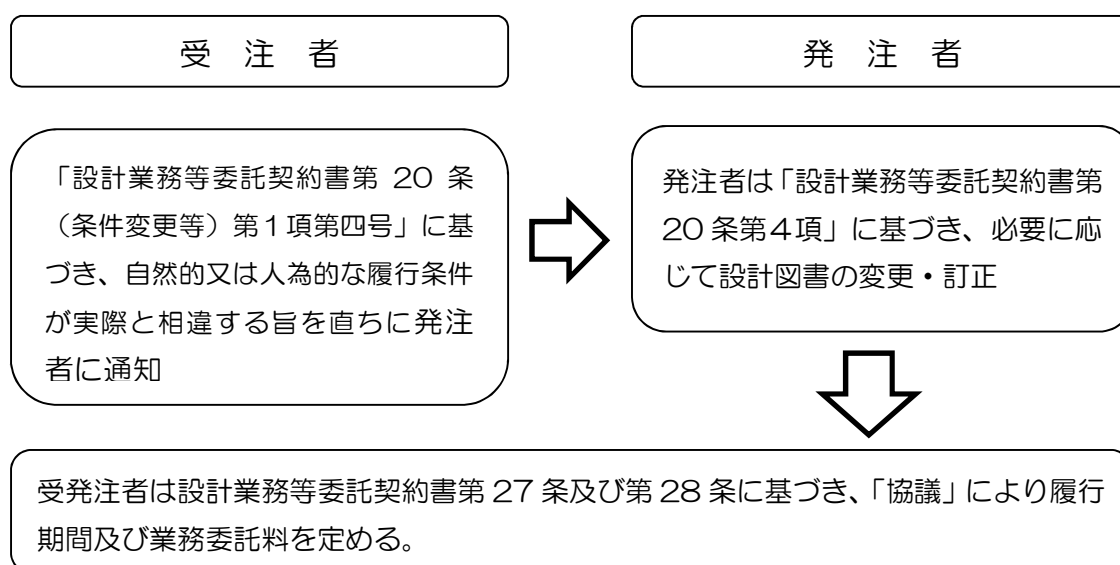 受 注 者
発 注 者
「設計業務等委託契約書第 20 条
（条件変更等）第１項第四号」に基
づき、自然的又は人為的な履行条件
が実際と相違する旨を直ちに発注
者に通知
発注者は「設計業務等委託契約書第
20 条第４項」に基づき、必要に応
じて設計図書の変更・訂正
受発注者は設計業務等委託契約書第 27 条及び第 28 条に基づき、「協議」により履行
期間及び業務委託料を定める。